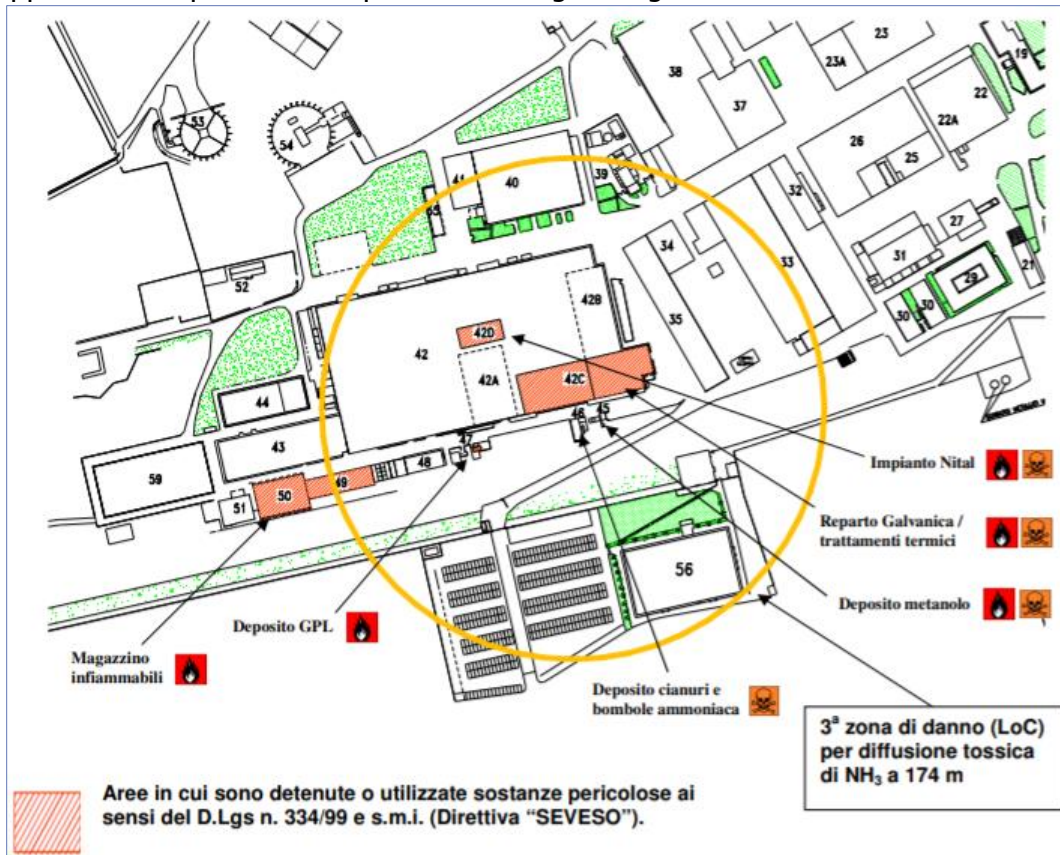 23
38
23A
19
37
22
53
22A
54
26
39
25
41
40
32
55
27
34
33
31
52
42B
29
21
35
30
30
42D
42
42A
42C
44
46
45
43
47
48
Impianto Nital
59
49
50
51
Reparto Galvanica /
trattamenti termici
56
Deposito metanolo
Deposito GPL
Magazzino
infiammabili
Deposito cianuri e
bombole ammoniaca
3ª zona di danno (LoC)
per diffusione tossica
di NH₃ a 174 m
Aree in cui sono detenute o utilizzate sostanze pericolose ai
sensi del D.Lgs n. 334/99 e s.m.i. (Direttiva “SEVESO”).